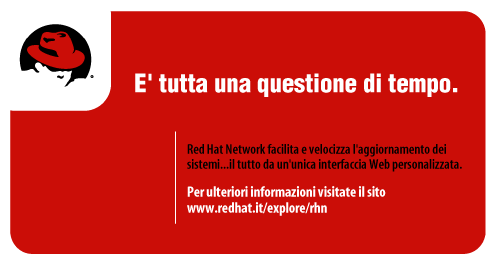 E' tutta una questione di tempo.
Red Hat Network facilita e velocizza l'aggiornamento dei
sistemi...il tutto da un'unica interfaccia Web personalizzata.
Per ulteriori informazioni visitate il sito
www.redhat.it/explore/rhn